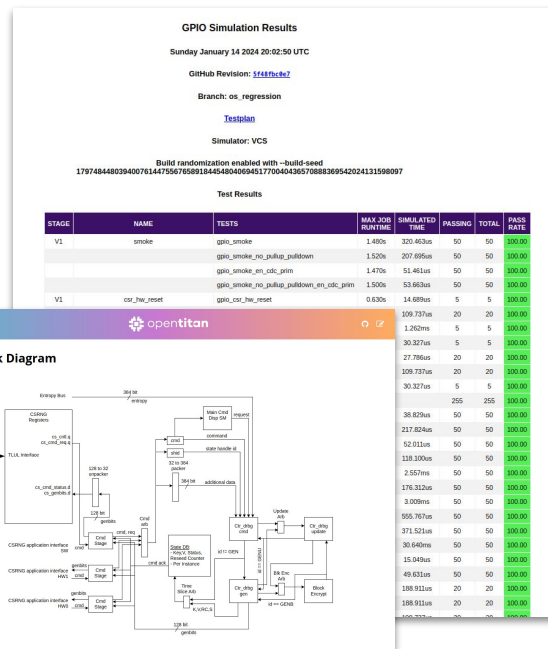 GPIO Simulation Results
Sunday January 14 2024 20:02:50 UTC
GitHub Revision: 5f48fbc0e7
Branch: os_regression
Testplan
Simulator: VCS
Build randomization enabled with --build-seed
STAGE NAME TESTS MAX JOB RUNTIME SIMULATED TIME PASSING TOTAL PASS RATE
V1 smoke gpio_smoke 1.480s 320.463us 50 50 100.00
gpio_smoke_no_pullup_pulldown 1.520s 207.695us 50 50 100.00
gpio_smoke_en_cdc_prim 1.470s 51.461us 50 50 100.00
gpio_smoke_no_pullup_pulldown_en_cdc_prim 1.500s 53.663us 50 50 100.00
V1 csr_hw_reset gpio_csr_hw_reset 0.630s 14.689us 5 5 100.00
109.737us 20 20 100.00
1.262ms 5 5 100.00
30.327us 5 5 100.00
27.786us 20 20 100.00
109.737us 20 20 100.00
30.327us 5 5 100.00
255 255 100.00
38.829us 50 50 100.00
217.824us 50 50 100.00
52.011us 50 50 100.00
118.100us 50 50 100.00
2.557ms 50 50 100.00
176.312us 50 50 100.00
3.009ms 50 50 100.00
555.767us 50 50 100.00
371.521us 50 50 100.00
30.640ms 50 50 100.00
15.049us 50 50 100.00
49.631us 50 50 100.00
188.911us 20 20 100.00
188.911us 20 20 100.00
opentitan
k Diagram
Entropy Bus
384 bit
entropy
CSRNG
Registers
cs_cmd_req.q
TLUL Interface
cs_cmd_status.d
cs_genbits.d
128 to 32
unpacker
128 bit
genbits
Main Cmd
Disp SM
request
cmd
command
shid
state handle id
32 to 384
packer
384 bit
additional data
Cmd
arb
cmd_req
Cmd
Stage
CSRNG application interface
SW
cmd
genbits
CSRNG application interface
HW1
cmd
Cmd
Stage
genbits
CSRNG application interface
HW0
cmd
Cmd
Stage
cmd ack
State DB
- Key,V, Status,
Reseed Counter
- Per Instance
Time
Slice Arb
K,V,RC,S
id != GEN
Ctr_drbg
cmd
Update
Arb
Ctr_drbg
update
Ctr_drbg
gen
Blk Enc
Arb
Block
Encrypt
id == GENB
128 bit
genbits